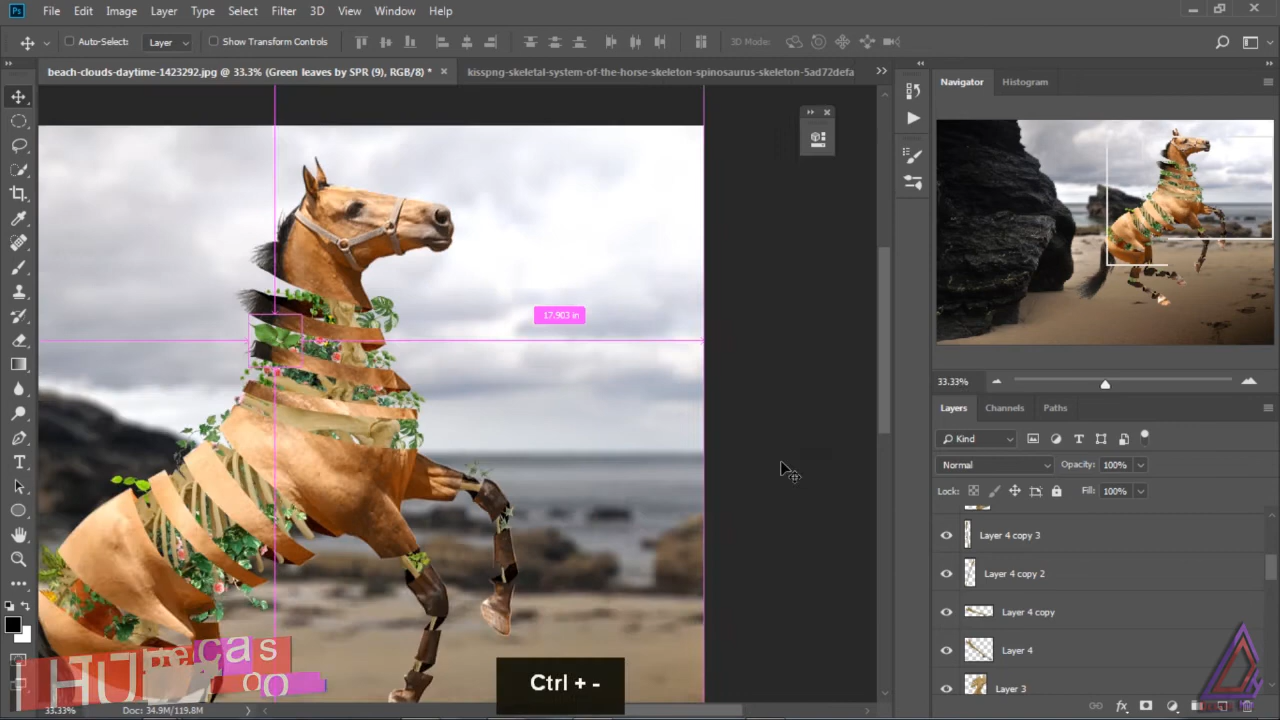 Ps File Edit Image Layer Type Select Filter 3D View Window Help
Auto-Select: Layer Show Transform Controls 3D Mode:
beach-clouds-daytime-1423292.jpg @ 33.3% (Green leaves by SPR (9), RGB/8) * × kisspng-skeletal-system-of-the-horse-skeleton-spinosaurus-skeleton-5ad72defa
Navigator Histogram
17.903 in
33.33%
Layers Channels Paths
Kind
Normal Opacity: 100%
Lock: Fill: 100%
Layer 4 copy 3
Layer 4 copy 2
Layer 4 copy
Layer 4
Layer 3
Ctrl + -
33.33% Doc: 34.9M/119.8M